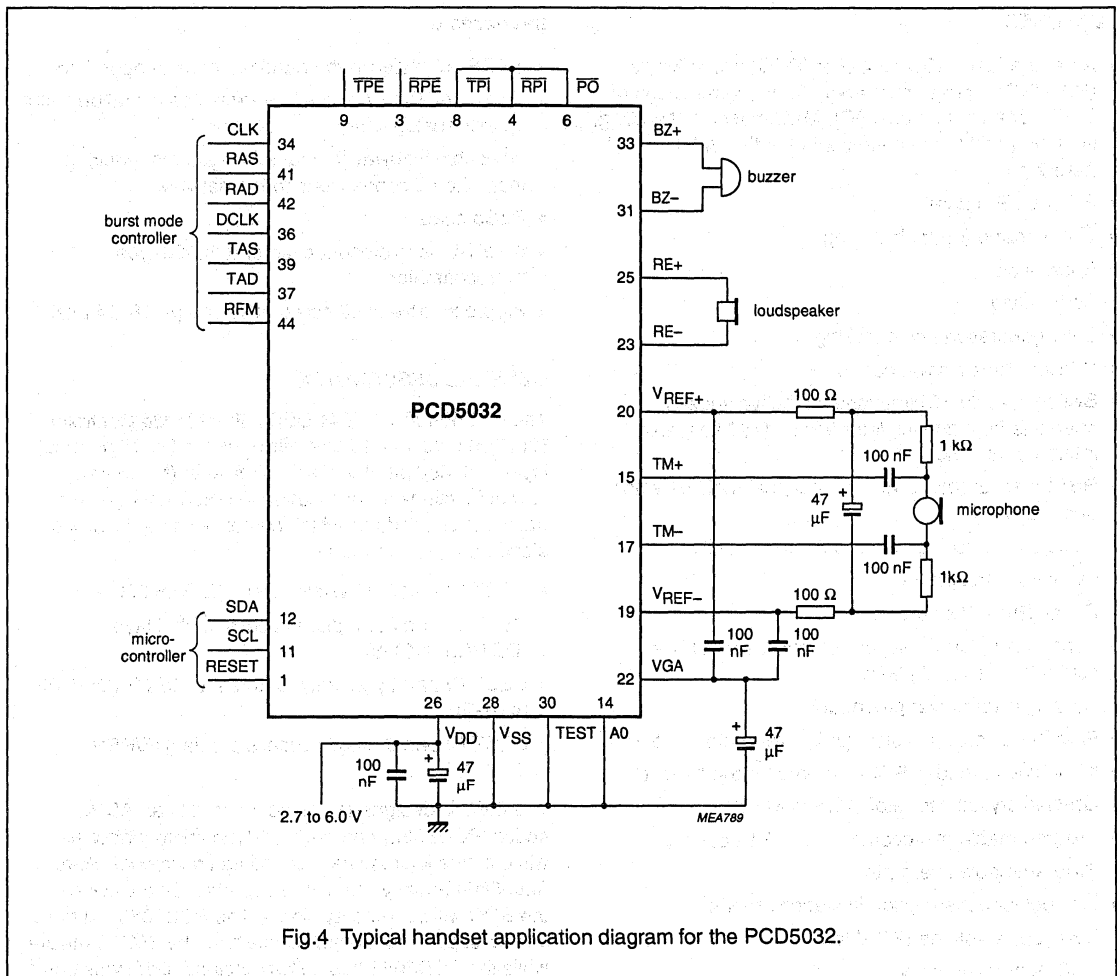 TPE RPE TPI RPI PO
9 3 8 4 6
CLK 34
RAS 41
RAD 42
DCLK 36
TAS 39
TAD 37
RFM 44
burst mode
controller
33 BZ+
buzzer
31 BZ–
25 RE+
loudspeaker
23 RE–
PCD5032
20 VREF+ 100 Ω
1 kΩ
15 TM+ 100 nF
47
µF
+
microphone
17 TM–
100 nF
1kΩ
19 VREF– 100 Ω
100
nF
100
nF
22 VGA
+
47
µF
SDA 12
SCL 11
RESET 1
micro-
controller
26 28 30 14
VDD VSS TEST A0
100
nF
+
47
µF
2.7 to 6.0 V
MEA789
Fig.4 Typical handset application diagram for the PCD5032.